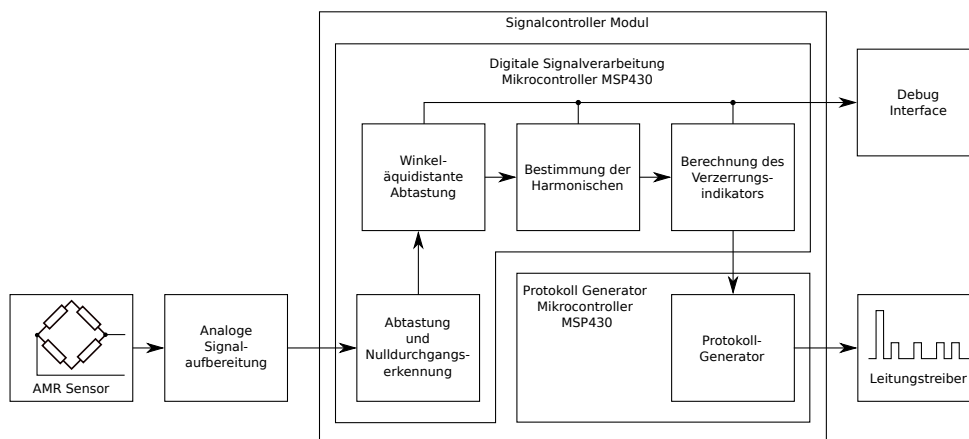 Signalcontroller Modul
Digitale Signalverarbeitung
Mikrocontroller MSP430
Debug
Interface
Winkel-
äquidistante
Abtastung
Bestimmung der
Harmonischen
Berechnung des
Verzerrungs-
indikators
Protokoll Generator
Mikrocontroller
MSP430
AMR Sensor
Analoge
Signal-
aufbereitung
Abtastung
und
Nulldurchgangs-
erkennung
Protokoll-
Generator
Leitungstreiber